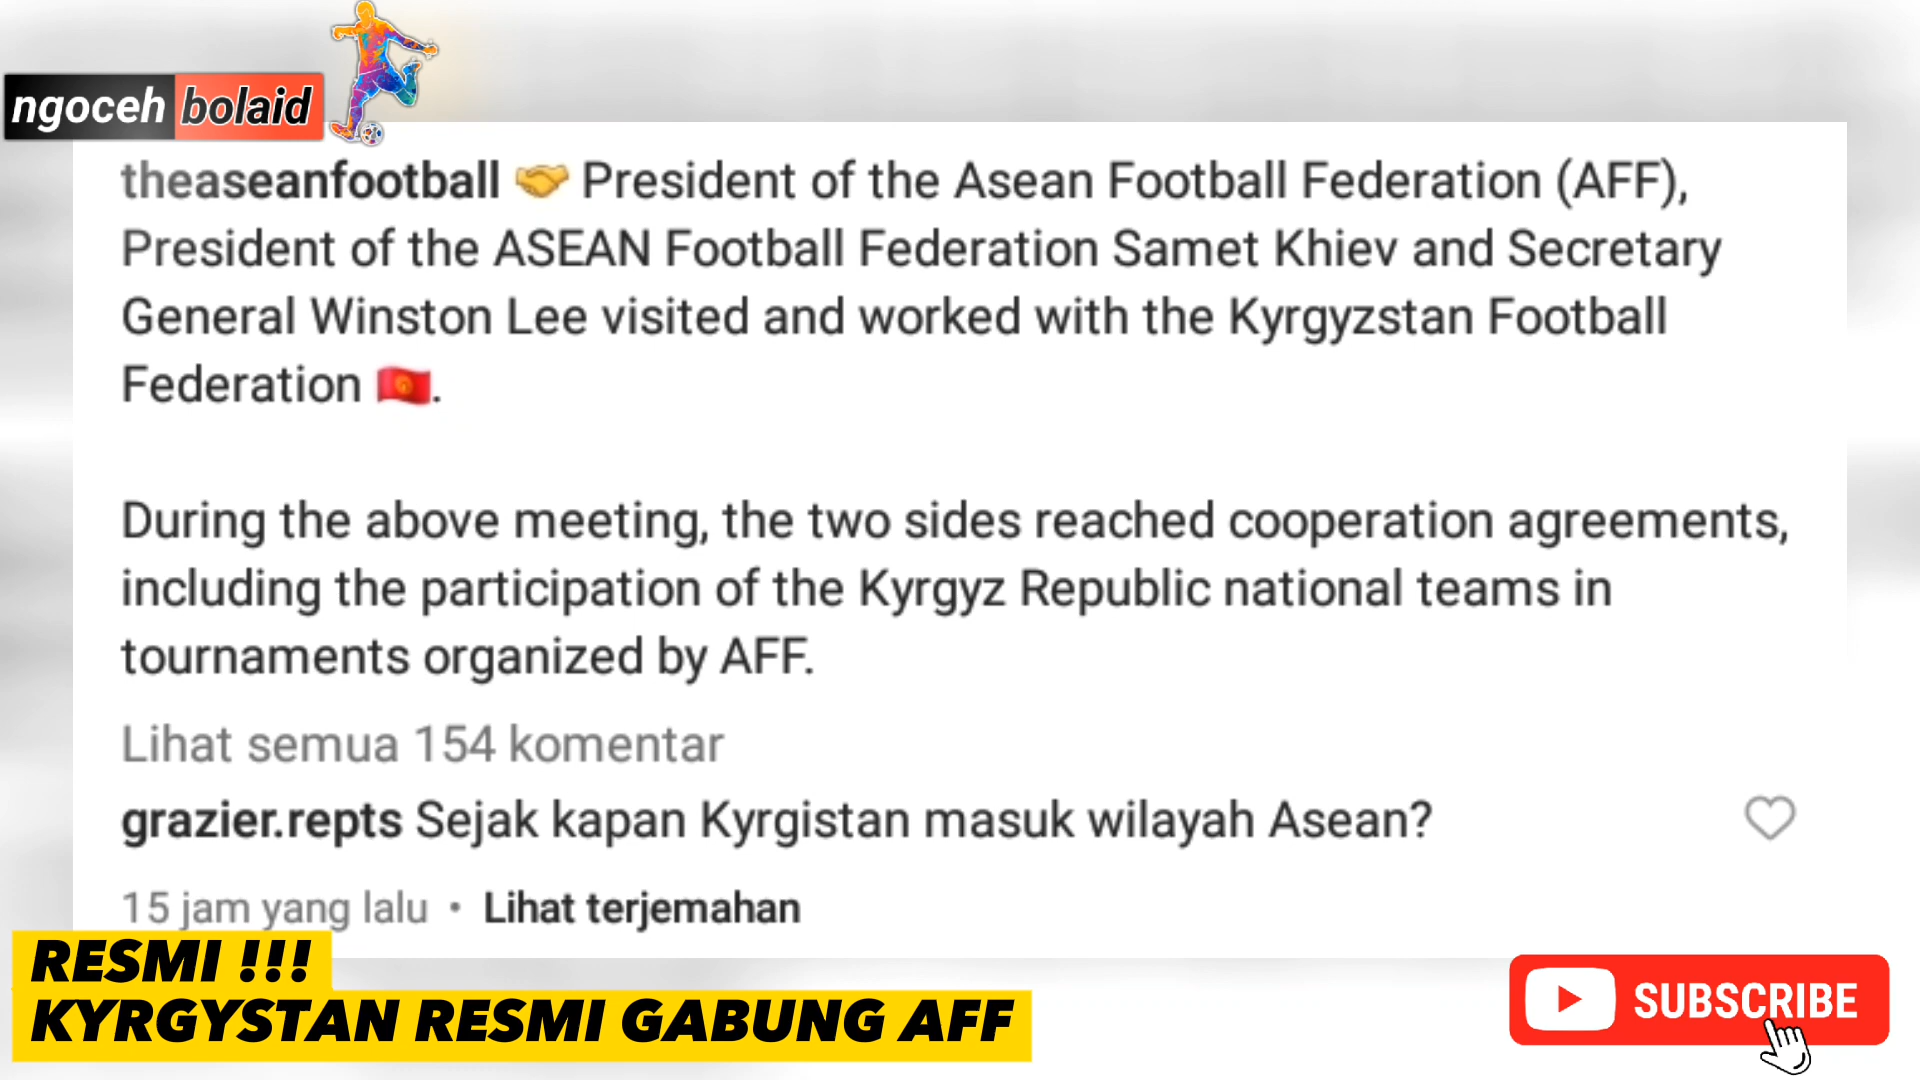 ngoceh bolaid
theaseanfootball 🤝 President of the Asean Football Federation (AFF),
President of the ASEAN Football Federation Samet Khiev and Secretary
General Winston Lee visited and worked with the Kyrgyzstan Football
Federation 🇰🇬.
During the above meeting, the two sides reached cooperation agreements,
including the participation of the Kyrgyz Republic national teams in
tournaments organized by AFF.
Lihat semua 154 komentar
grazier.repts Sejak kapan Kyrgistan masuk wilayah Asean?
15 jam yang lalu • Lihat terjemahan
RESMI !!!
KYRGYSTAN RESMI GABUNG AFF
SUBSCRIBE